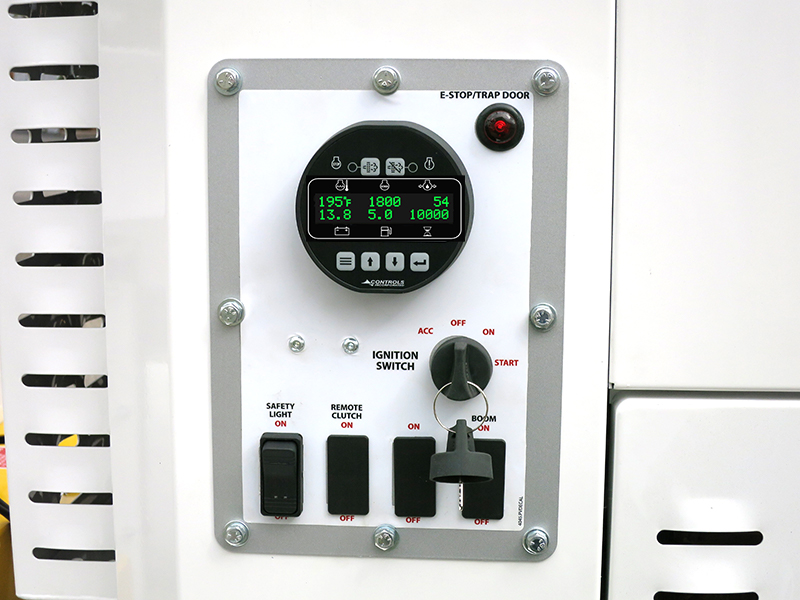 E-STOP/TRAP DOOR
195°F 1800 54
13.8 5.0 10000
CONTROLS
OFF
ACC ON
IGNITION
SWITCH
START
SAFETY
LIGHT
ON
REMOTE
CLUTCH
ON
ON
BOOM
ON
OFF
OFF
OFF
OFF